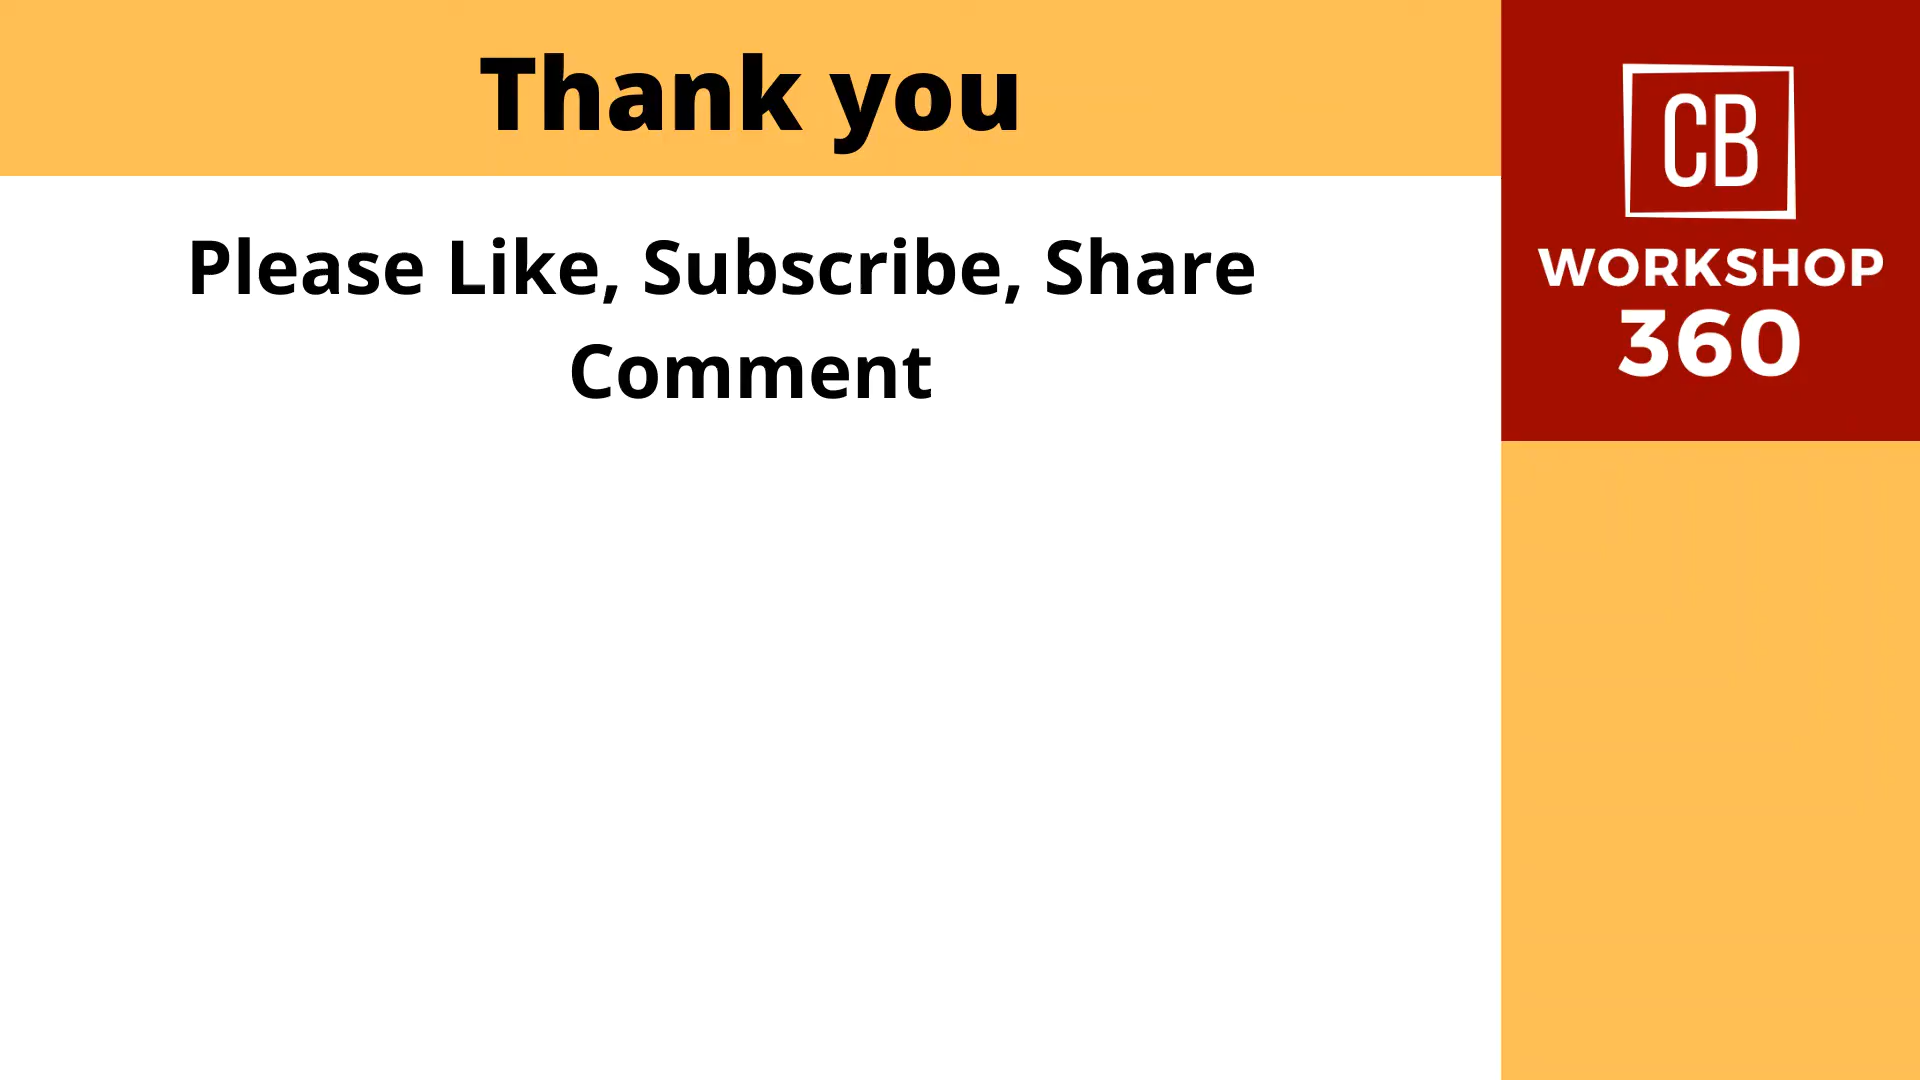 Thank you
Please Like, Subscribe, Share
Comment
CB
WORKSHOP
360